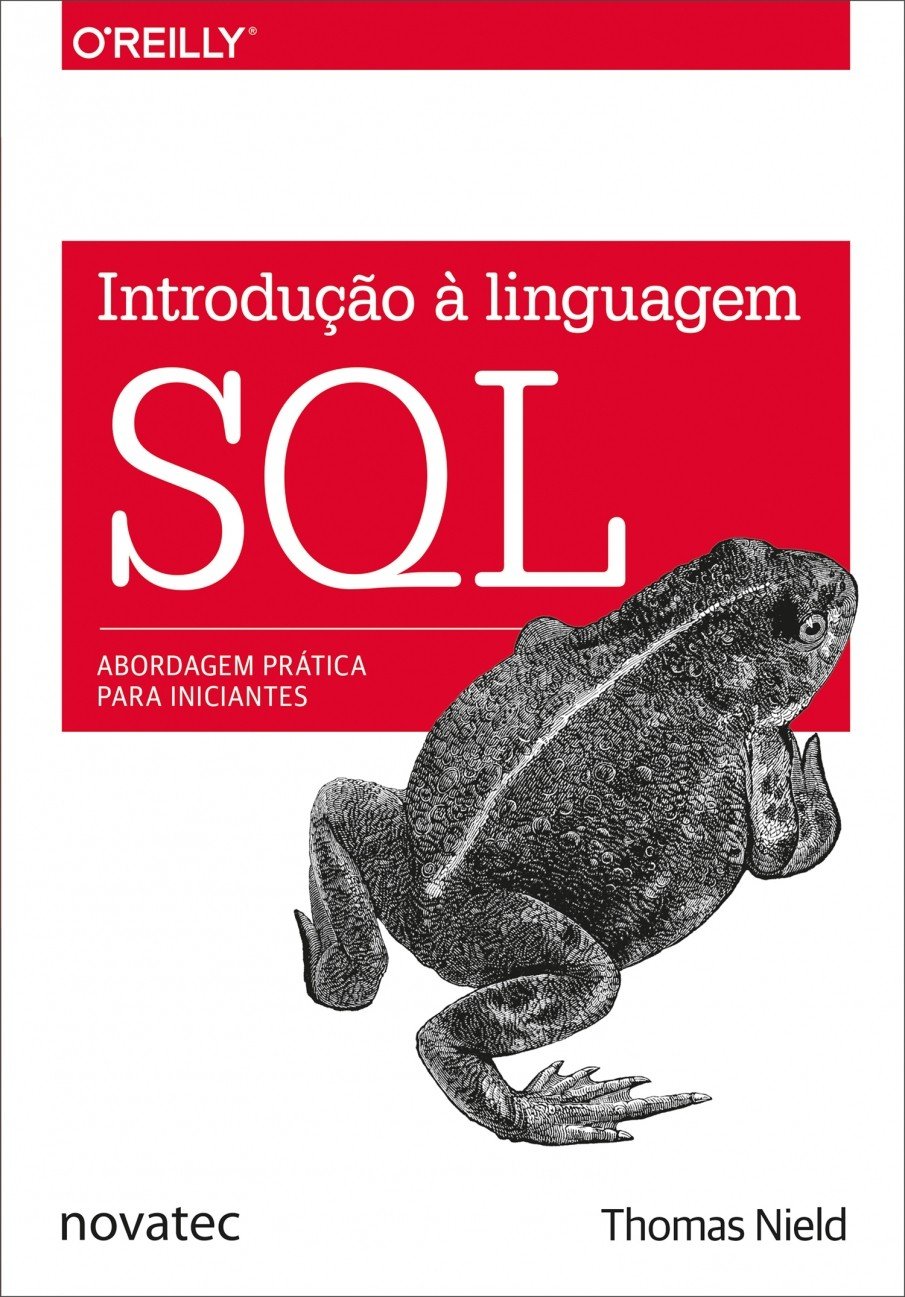 O'REILLY®
Introdução à linguagem
SQL
ABORDAGEM PRÁTICA
PARA INICIANTES
novatec
Thomas Nield